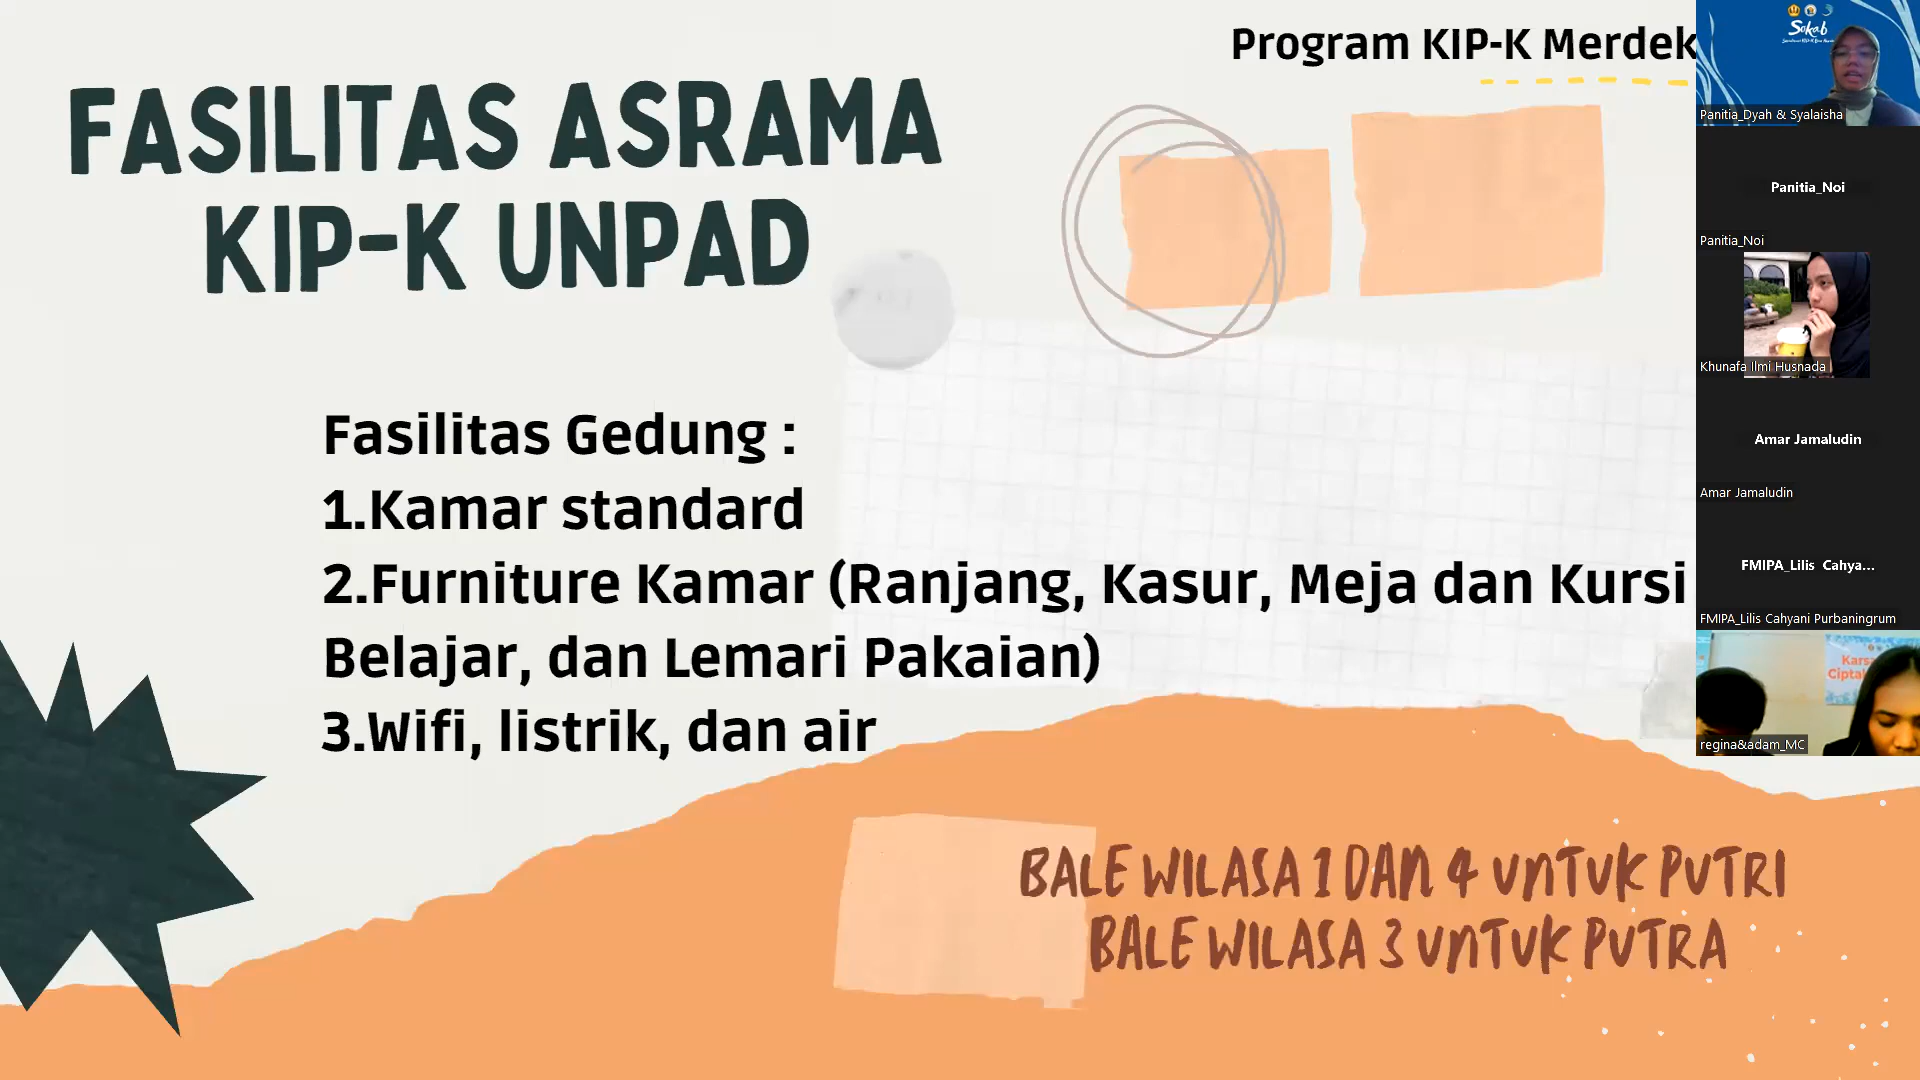 Program KIP-K Merdek
FASILITAS ASRAMA
KIP-K UNPAD
Fasilitas Gedung :
1.Kamar standard
2.Furniture Kamar (Ranjang, Kasur, Meja dan Kursi
Belajar, dan Lemari Pakaian)
3.Wifi, listrik, dan air
BALE WILASA 1 DAN 4 UNTUK PUTRI
BALE WILASA 3 UNTUK PUTRA
Sokab
Panitia_Dyah & Syalaisha
Panitia_Noi
Panitia_Noi
Khunafa Ilmi Husnada
Amar Jamaludin
Amar Jamaludin
FMIPA_Lilis Cahya...
FMIPA_Lilis Cahyani Purbaningrum
Kars
Cipta
regina&adam_MC